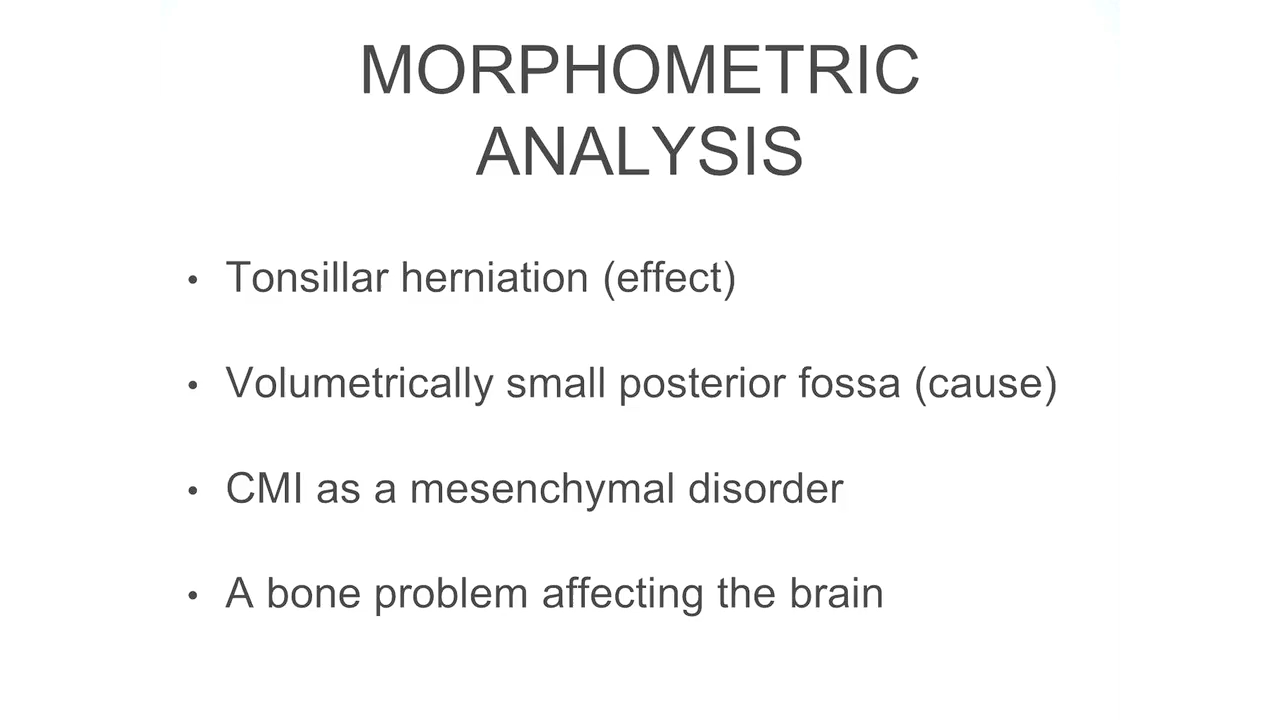 MORPHOMETRIC
ANALYSIS
• Tonsillar herniation (effect)
• Volumetrically small posterior fossa (cause)
• CMI as a mesenchymal disorder
• A bone problem affecting the brain